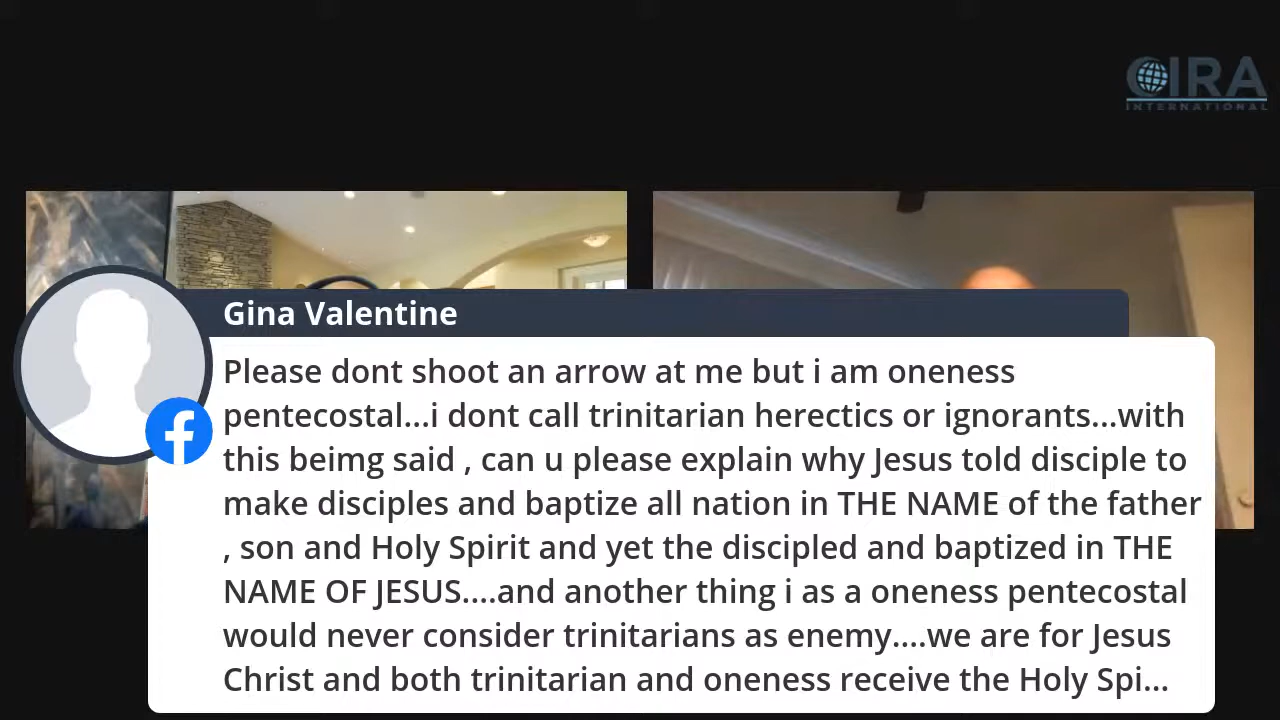 CIRA
INTERNATIONAL
Gina Valentine
Please dont shoot an arrow at me but i am oneness
pentecostal...i dont call trinitarian herectics or ignorants...with
this beimg said , can u please explain why Jesus told disciple to
make disciples and baptize all nation in THE NAME of the father
, son and Holy Spirit and yet the discipled and baptized in THE
NAME OF JESUS....and another thing i as a oneness pentecostal
would never consider trinitarians as enemy....we are for Jesus
Christ and both trinitarian and oneness receive the Holy Spi...